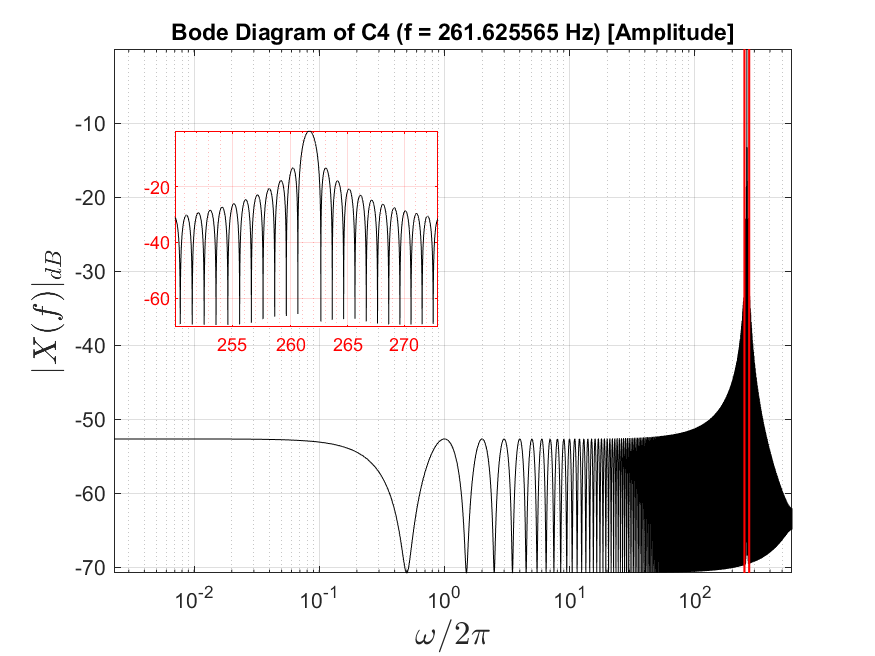 Bode Diagram of C4 (f = 261.625565 Hz) [Amplitude]
|X(f)|dB
-10
-20
-30
-40
-50
-60
-70
-20
-40
-60
255 260 265 270
10^-2 10^-1 10^0 10^1 10^2
ω/2π